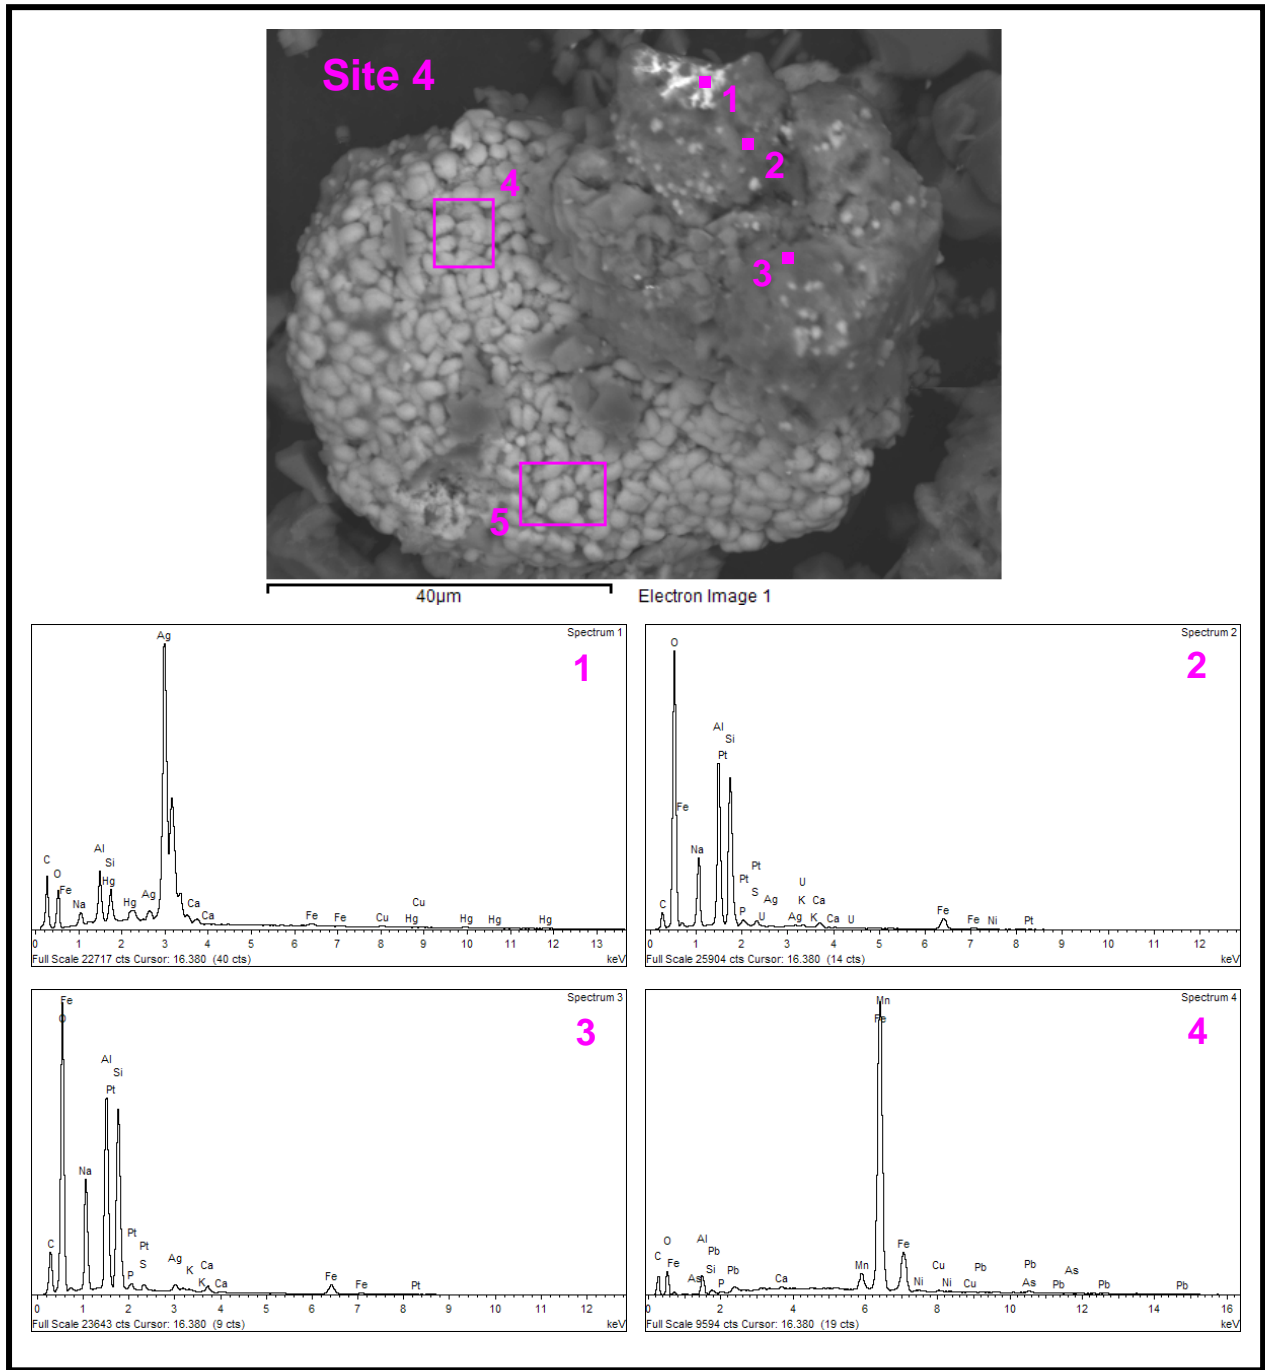 Site 4
1
2
3
4
5
40µm
Electron Image 1
Spectrum 1
1
Ag
C
O
Fe
Na
Al
Si
Hg
Hg
Ag
Ca
Ca
Fe
Fe
Cu
Cu
Hg
Hg
Hg
Hg
0 1 2 3 4 5 6 7 8 9 10 11 12 13
Full Scale 22717 cts Cursor: 16.380 (40 cts)
keV
Spectrum 2
2
O
Al
Si
Pt
Fe
Na
C
Pt
Pt
S
P
U
Ag
U
K
Ag
K
Ca
Ca
U
Fe
Fe
Ni
Pt
0 1 2 3 4 5 6 7 8 9 10 11 12
Full Scale 25904 cts Cursor: 16.380 (14 cts)
keV
Spectrum 3
3
Fe
O
Al
Si
Pt
Na
C
Pt
Pt
S
P
Ag
K
Ca
K
Ca
Fe
Fe
Pt
0 1 2 3 4 5 6 7 8 9 10 11 12
Full Scale 23643 cts Cursor: 16.380 (9 cts)
keV
Spectrum 4
4
Mn
Fe
C
O
Fe
Al
Pb
As
Si
P
Pb
Ca
Mn
Fe
Ni
Cu
Ni
Cu
Pb
Pb
As
As
Pb
Pb
Pb
0 2 4 6 8 10 12 14 16
Full Scale 9594 cts Cursor: 16.380 (19 cts)
keV